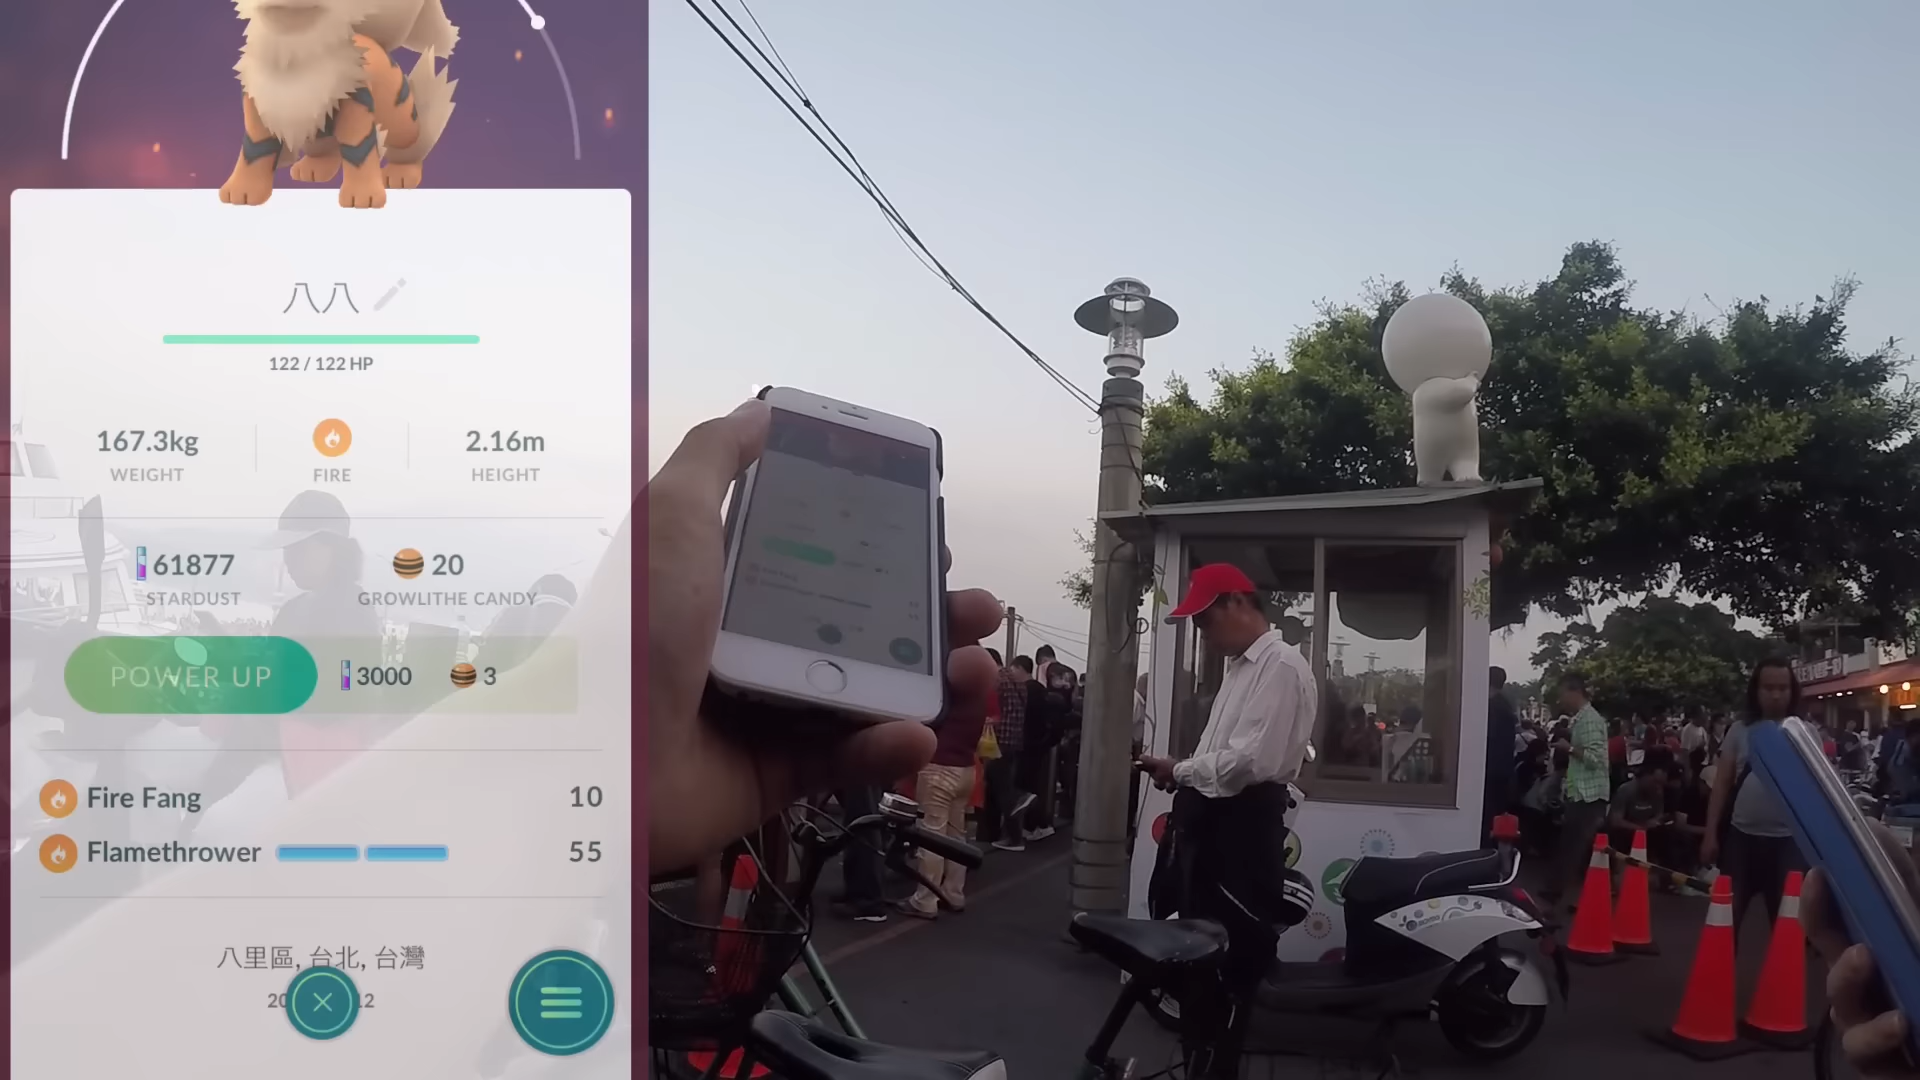 八八
122 / 122 HP
167.3kg
WEIGHT
FIRE
2.16m
HEIGHT
61877
STARDUST
20
GROWLITHE CANDY
POWER UP
3000
3
Fire Fang 10
Flamethrower 55
八里區, 台北, 台灣